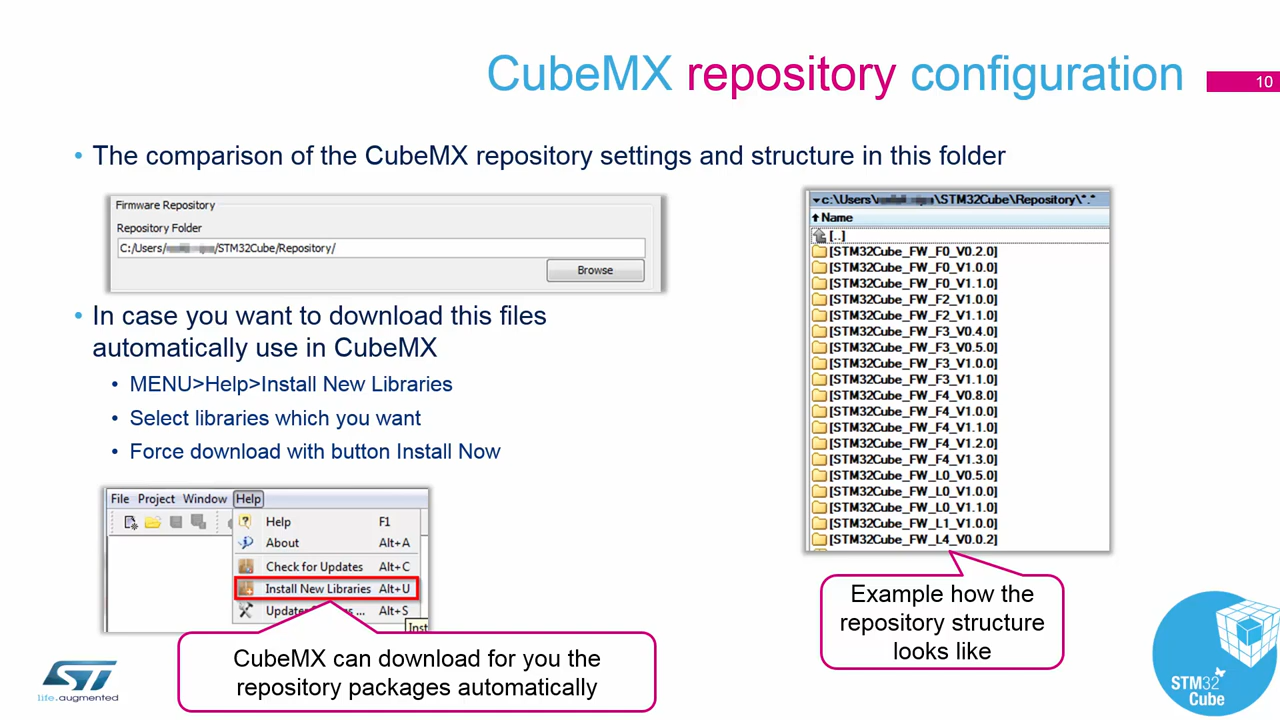 CubeMX repository configuration
10
• The comparison of the CubeMX repository settings and structure in this folder
Firmware Repository
Repository Folder
C:/Users/ /STM32Cube/Repository/
Browse
• In case you want to download this files
automatically use in CubeMX
• MENU>Help>Install New Libraries
• Select libraries which you want
• Force download with button Install Now
File Project Window Help
Help F1
About Alt+A
Check for Updates Alt+C
Install New Libraries Alt+U
Alt+S
CubeMX can download for you the
repository packages automatically
c:\Users\ \STM32Cube\Repository\*.*
Name
[..]
[STM32Cube_FW_F0_V0.2.0]
[STM32Cube_FW_F0_V1.0.0]
[STM32Cube_FW_F0_V1.1.0]
[STM32Cube_FW_F2_V1.0.0]
[STM32Cube_FW_F2_V1.1.0]
[STM32Cube_FW_F3_V0.4.0]
[STM32Cube_FW_F3_V0.5.0]
[STM32Cube_FW_F3_V1.0.0]
[STM32Cube_FW_F3_V1.1.0]
[STM32Cube_FW_F4_V0.8.0]
[STM32Cube_FW_F4_V1.0.0]
[STM32Cube_FW_F4_V1.1.0]
[STM32Cube_FW_F4_V1.2.0]
[STM32Cube_FW_F4_V1.3.0]
[STM32Cube_FW_L0_V0.5.0]
[STM32Cube_FW_L0_V1.0.0]
[STM32Cube_FW_L0_V1.1.0]
[STM32Cube_FW_L1_V1.0.0]
[STM32Cube_FW_L4_V0.0.2]
Example how the
repository structure
looks like
ST
life.augmented
STM32
Cube